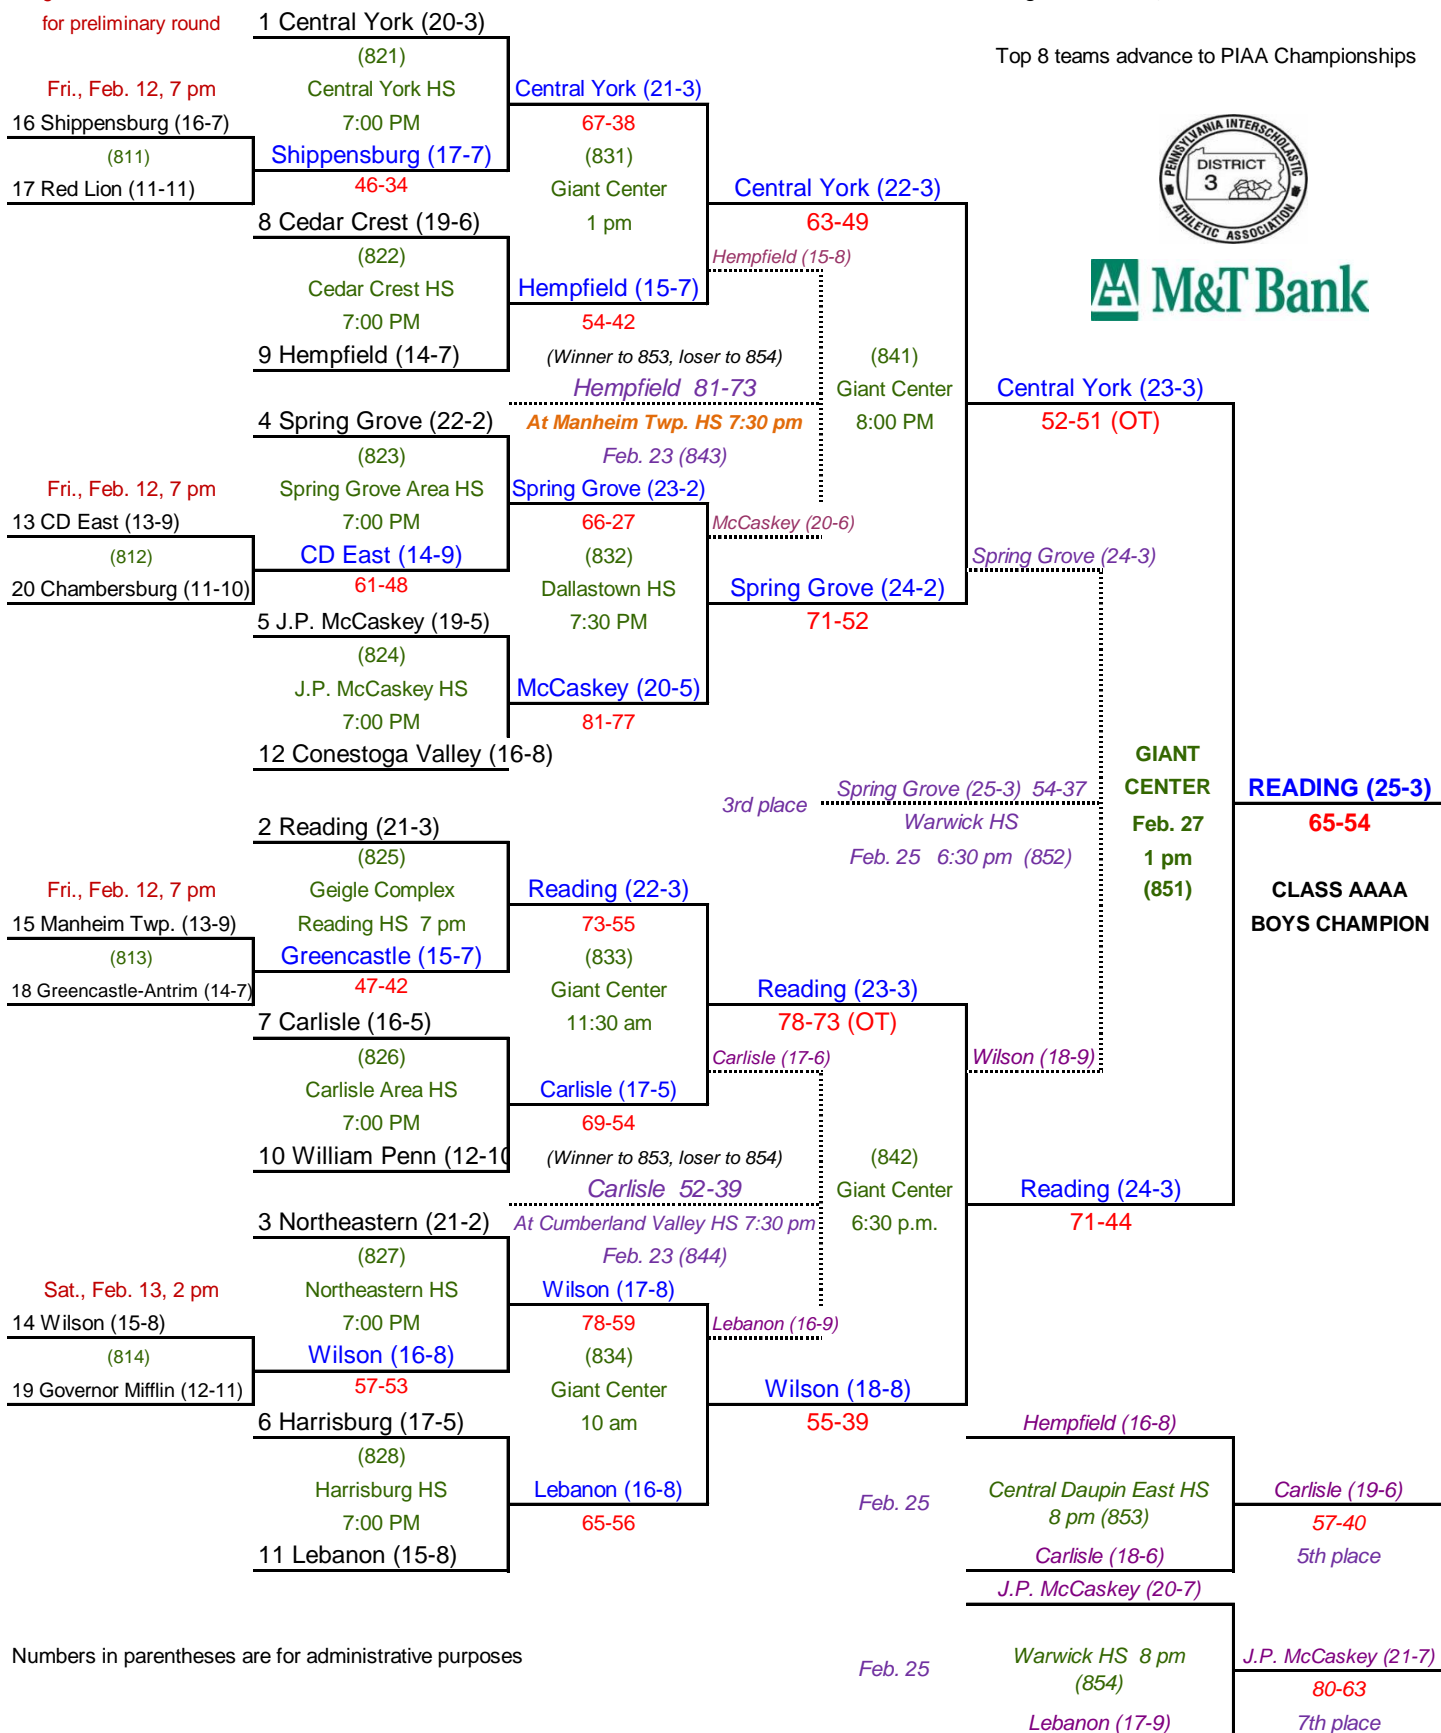 for preliminary round
1 Central York (20-3)
(821)
Central York HS
7:00 PM
Top 8 teams advance to PIAA Championships
Fri., Feb. 12, 7 pm
16 Shippensburg (16-7)
(811)
17 Red Lion (11-11)
Shippensburg (17-7)
46-34
Central York (21-3)
67-38
(831)
Giant Center
1 pm
PENNSYLVANIA INTERSCHOLASTIC
DISTRICT
3
ATHLETIC ASSOCIATION
M&T Bank
8 Cedar Crest (19-6)
(822)
Cedar Crest HS
7:00 PM
9 Hempfield (14-7)
Hempfield (15-7)
54-42
Central York (22-3)
63-49
Hempfield (15-8)
(Winner to 853, loser to 854)
Hempfield 81-73
At Manheim Twp. HS 7:30 pm
Feb. 23 (843)
(841)
Giant Center
8:00 PM
Central York (23-3)
52-51 (OT)
4 Spring Grove (22-2)
(823)
Spring Grove Area HS
7:00 PM
Fri., Feb. 12, 7 pm
13 CD East (13-9)
(812)
20 Chambersburg (11-10)
CD East (14-9)
61-48
Spring Grove (23-2)
66-27
(832)
Dallastown HS
7:30 PM
McCaskey (20-6)
Spring Grove (24-2)
71-52
Spring Grove (24-3)
5 J.P. McCaskey (19-5)
(824)
J.P. McCaskey HS
7:00 PM
12 Conestoga Valley (16-8)
McCaskey (20-5)
81-77
3rd place
Spring Grove (25-3) 54-37
Warwick HS
Feb. 25 6:30 pm (852)
GIANT
CENTER
Feb. 27
1 pm
(851)
READING (25-3)
65-54
CLASS AAAA
BOYS CHAMPION
2 Reading (21-3)
(825)
Geigle Complex
Reading HS 7 pm
Fri., Feb. 12, 7 pm
15 Manheim Twp. (13-9)
(813)
18 Greencastle-Antrim (14-7)
Greencastle (15-7)
47-42
Reading (22-3)
73-55
(833)
Giant Center
11:30 am
Reading (23-3)
78-73 (OT)
7 Carlisle (16-5)
(826)
Carlisle Area HS
7:00 PM
10 William Penn (12-10
Carlisle (17-5)
69-54
Carlisle (17-6)
Wilson (18-9)
(Winner to 853, loser to 854)
Carlisle 52-39
At Cumberland Valley HS 7:30 pm
Feb. 23 (844)
(842)
Giant Center
6:30 p.m.
Reading (24-3)
71-44
3 Northeastern (21-2)
(827)
Northeastern HS
7:00 PM
Sat., Feb. 13, 2 pm
14 Wilson (15-8)
(814)
19 Governor Mifflin (12-11)
Wilson (16-8)
57-53
Wilson (17-8)
78-59
(834)
Giant Center
10 am
Lebanon (16-9)
Wilson (18-8)
55-39
6 Harrisburg (17-5)
(828)
Harrisburg HS
7:00 PM
11 Lebanon (15-8)
Lebanon (16-8)
65-56
Hempfield (16-8)
Feb. 25
Central Daupin East HS
8 pm (853)
Carlisle (18-6)
Carlisle (19-6)
57-40
5th place
J.P. McCaskey (20-7)
Feb. 25
Warwick HS 8 pm
(854)
Lebanon (17-9)
J.P. McCaskey (21-7)
80-63
7th place
Numbers in parentheses are for administrative purposes